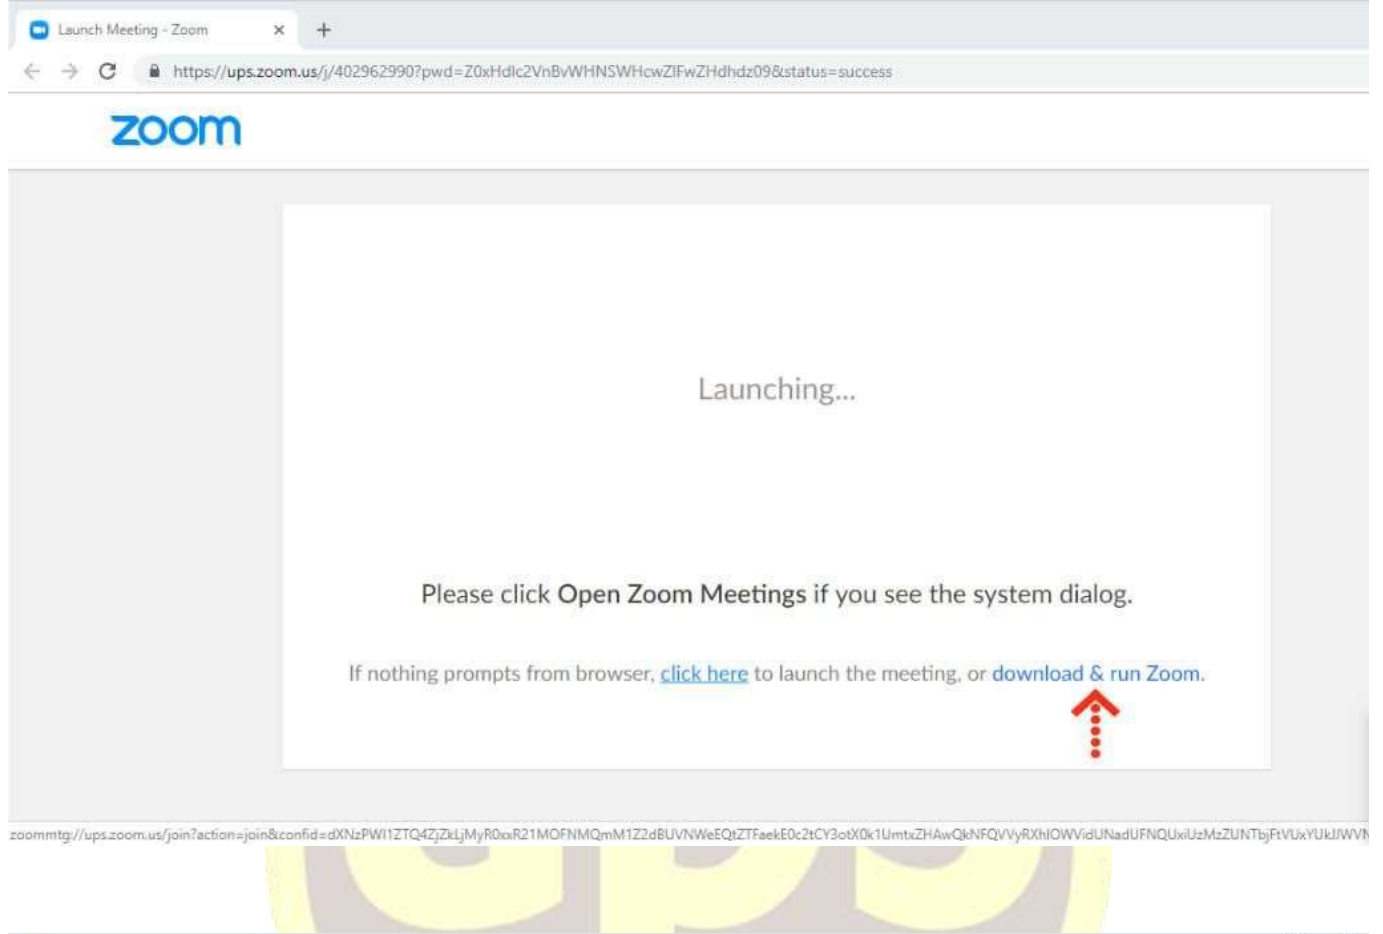 Launch Meeting - Zoom
https://ups.zoom.us/j/402962990?pwd=Z0xHdlc2VnBvWHNSWHcwZlFwZHdhdz09&status=success
zoom
Launching...
Please click Open Zoom Meetings if you see the system dialog.
If nothing prompts from browser, click here to launch the meeting, or download & run Zoom.